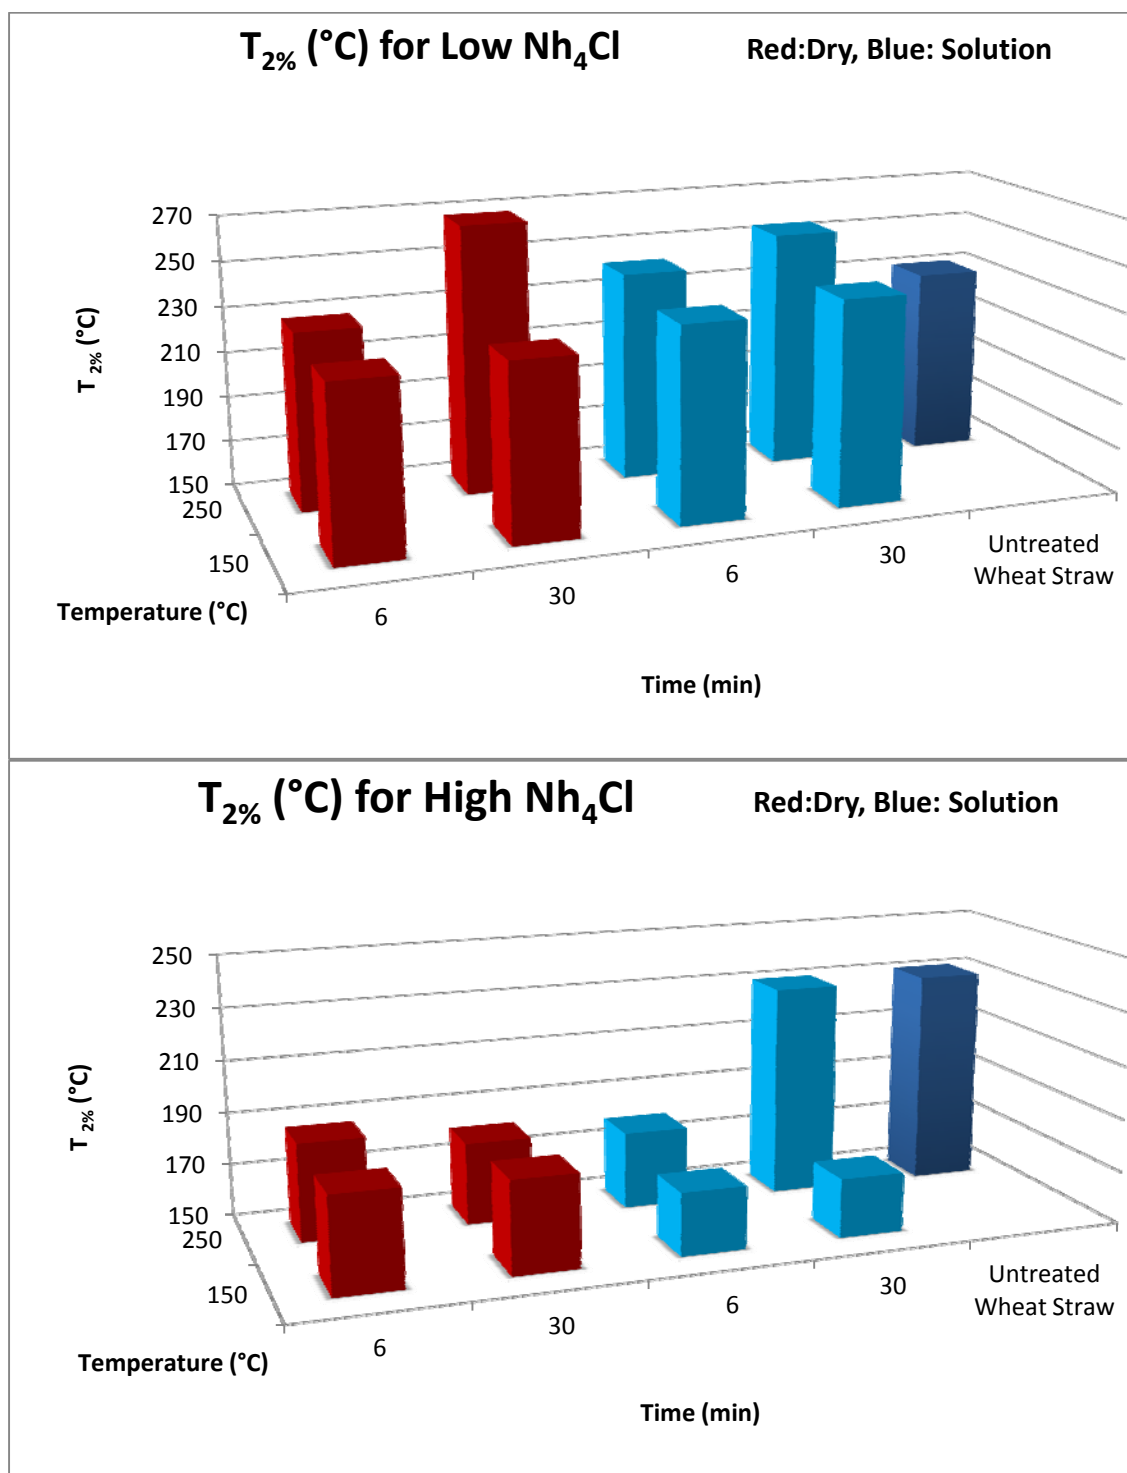 T2% (°C) for Low Nh4Cl Red:Dry, Blue: Solution
270
250
230
210
190
170
150
T 2% (°C)
250
150
Temperature (°C)
6
30
6
30
Untreated
Wheat Straw
Time (min)
T2% (°C) for High Nh4Cl Red:Dry, Blue: Solution
250
230
210
190
170
150
T 2% (°C)
250
150
Temperature (°C)
6
30
6
30
Untreated
Wheat Straw
Time (min)